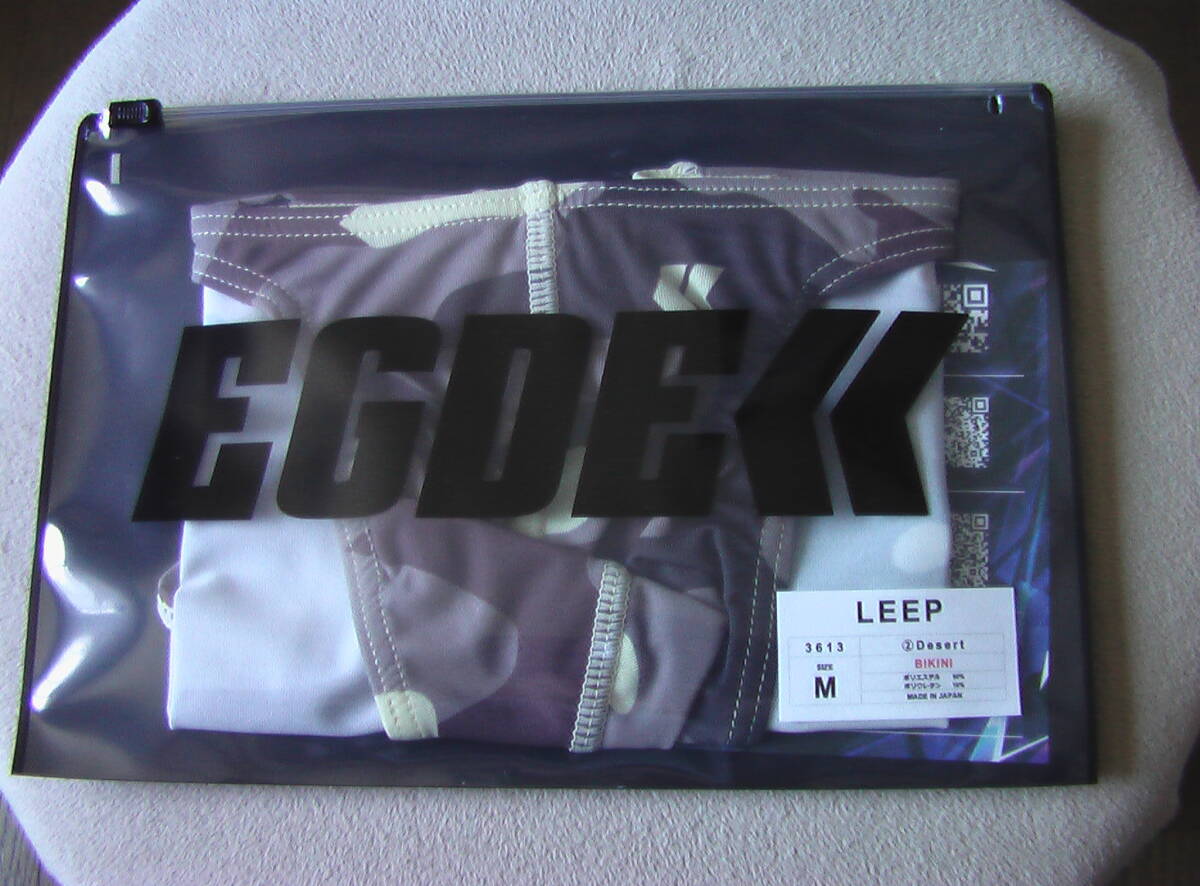 EGDE
LEEP
3613 ②Desert
SIZE BIKINI
M ポリエステル 90%
ポリウレタン 10%
MADE IN JAPAN